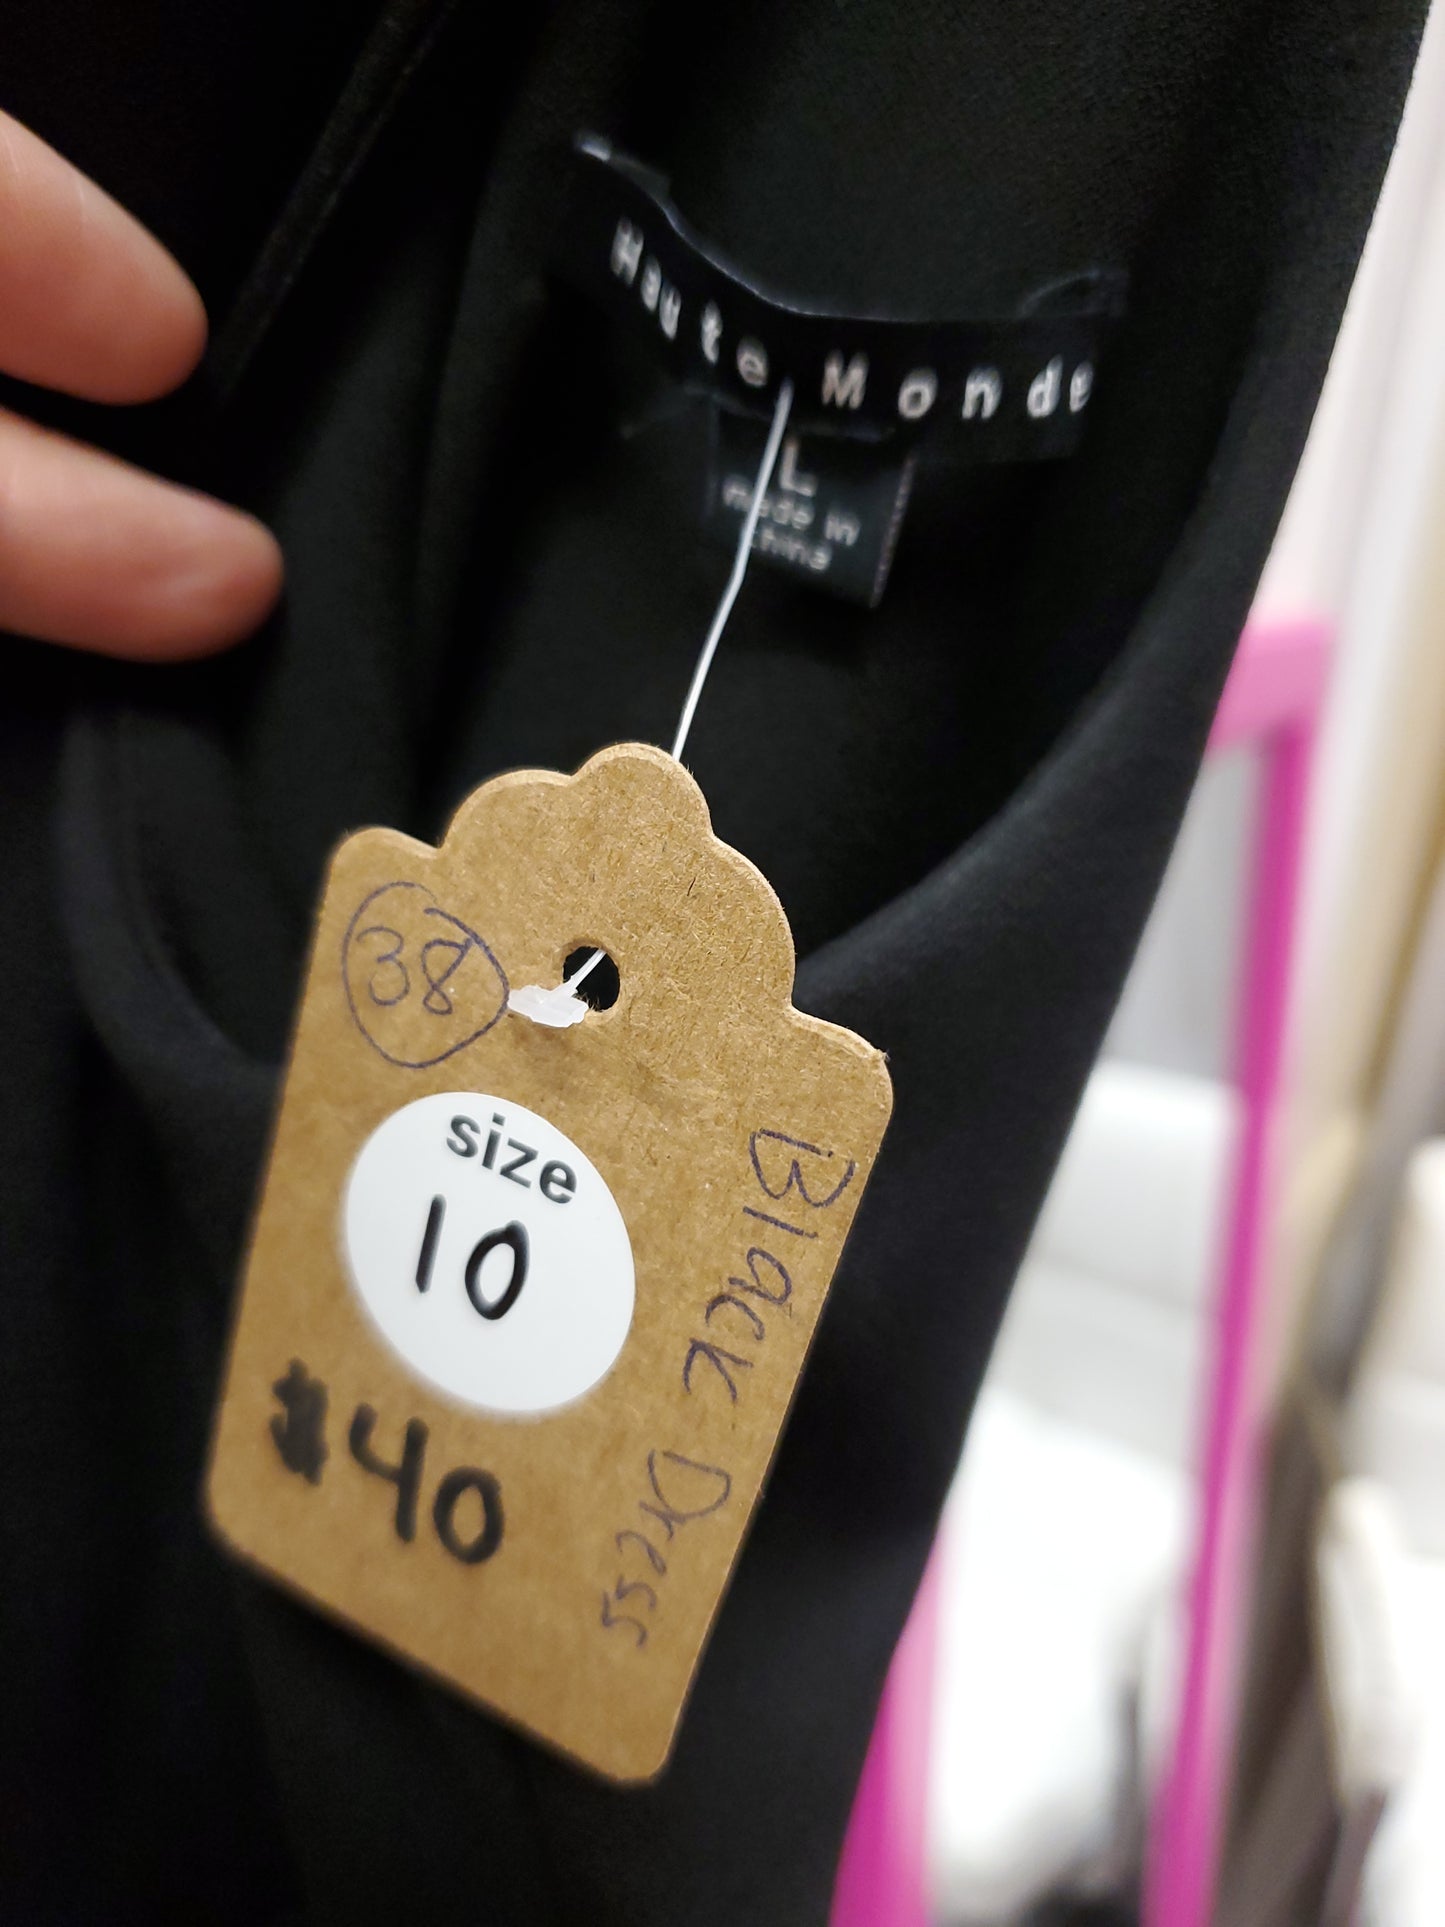 Haute Monde
L
made in
china
38
size
10
$40
Black Dress